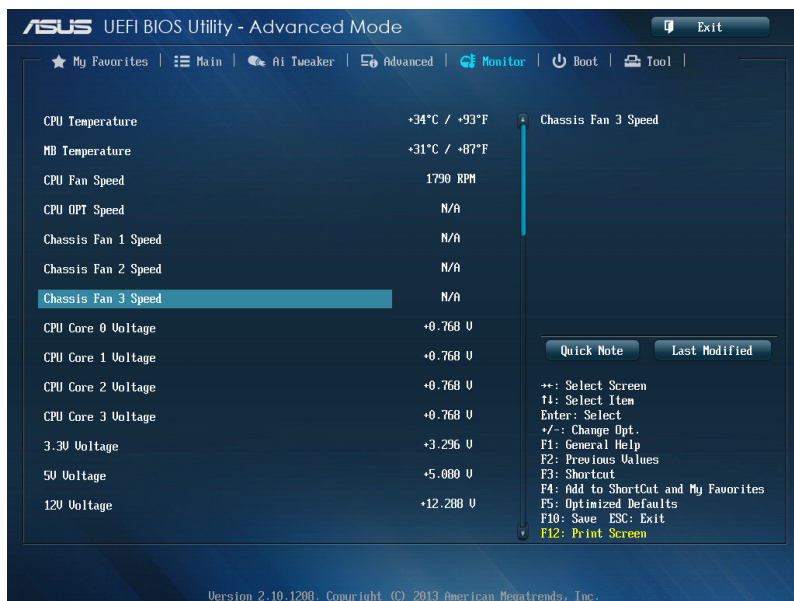 ASUS UEFI BIOS Utility - Advanced Mode
Exit
My Favorites | Main | Ai Tweaker | Advanced | Monitor | Boot | Tool |
CPU Temperature +34°C / +93°F
Chassis Fan 3 Speed
MB Temperature +31°C / +87°F
CPU Fan Speed 1790 RPM
CPU OPT Speed N/A
Chassis Fan 1 Speed N/A
Chassis Fan 2 Speed N/A
Chassis Fan 3 Speed N/A
CPU Core 0 Voltage +0.768 V
CPU Core 1 Voltage +0.768 V
CPU Core 2 Voltage +0.768 V
CPU Core 3 Voltage +0.768 V
3.3V Voltage +3.296 V
5V Voltage +5.080 V
12V Voltage +12.288 V
Quick Note
Last Modified
→←: Select Screen
↑↓: Select Item
Enter: Select
+/-: Change Opt.
F1: General Help
F2: Previous Values
F3: Shortcut
F4: Add to ShortCut and My Favorites
F5: Optimized Defaults
F10: Save ESC: Exit
F12: Print Screen
Version 2.10.1208. Copyright (C) 2013 American Megatrends, Inc.